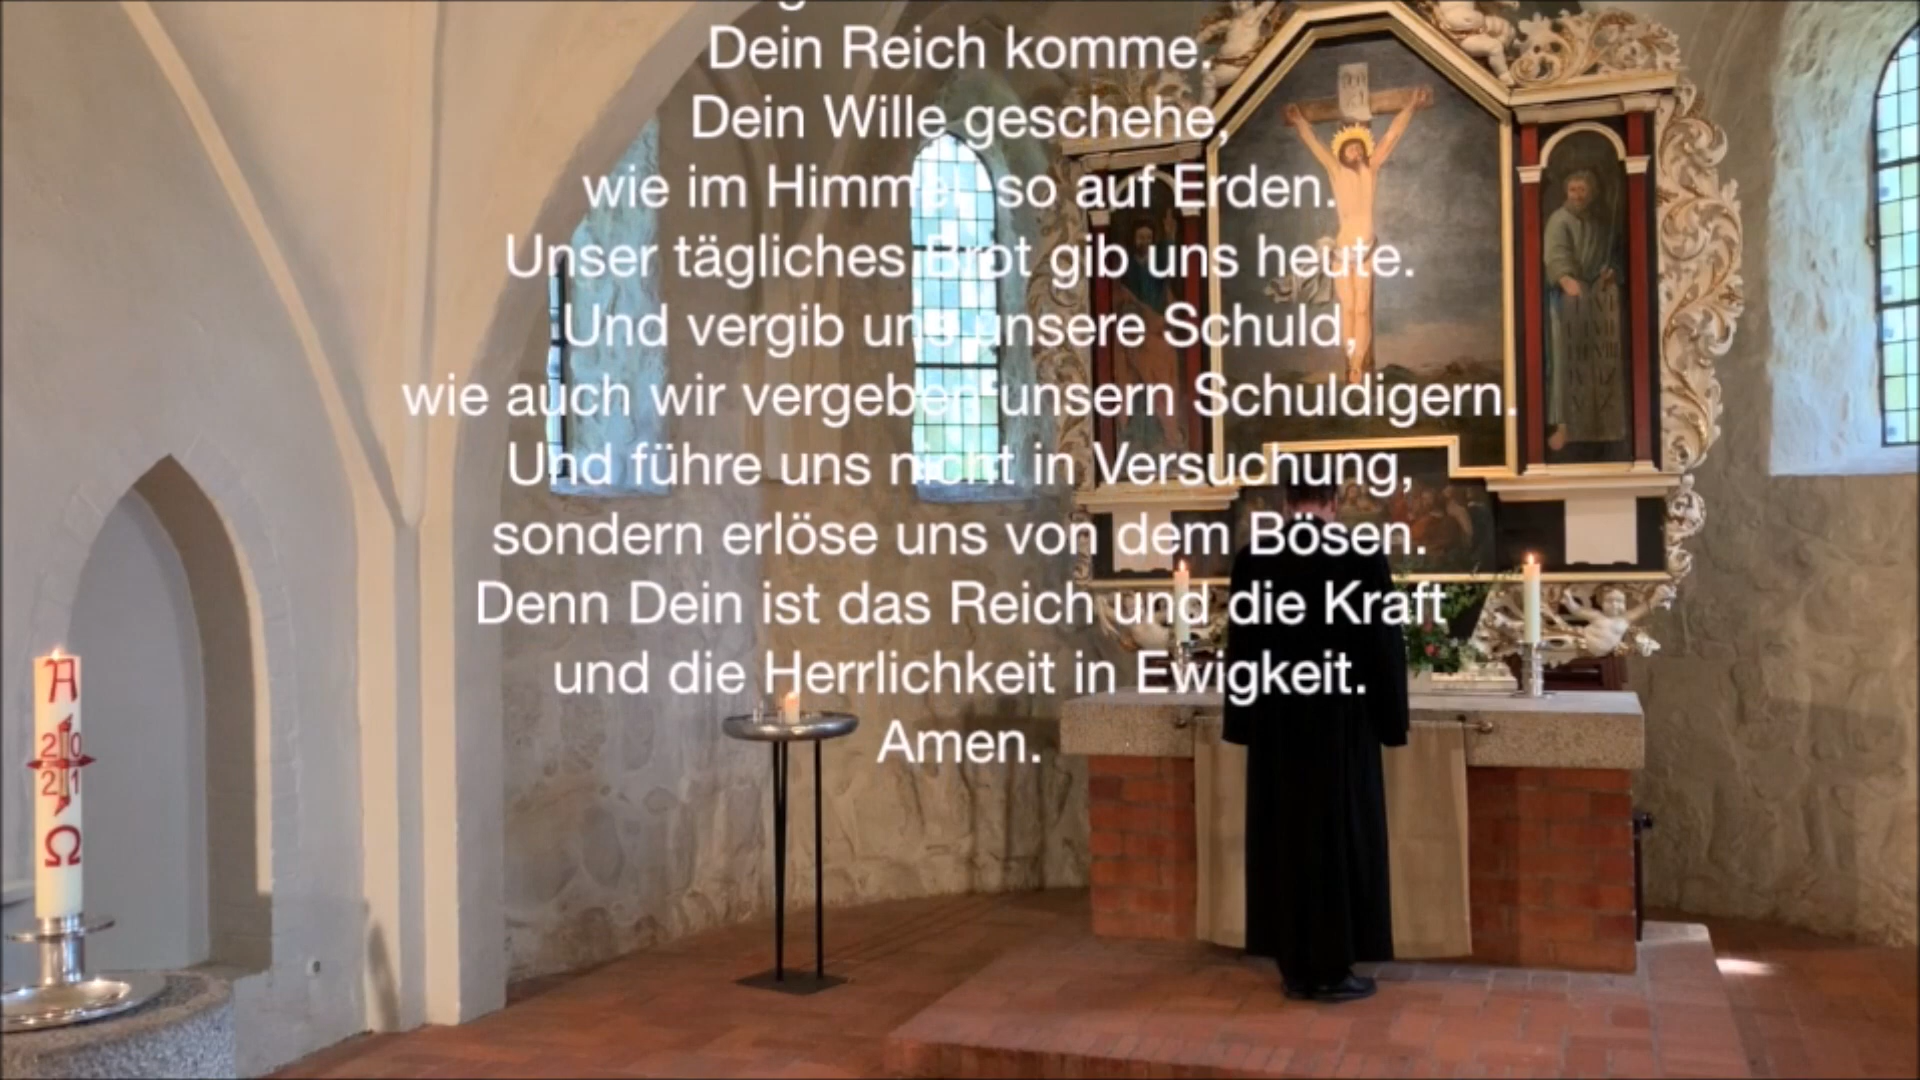 Dein Reich komme.
Dein Wille geschehe,
wie im Himmel, so auf Erden.
Unser tägliches Brot gib uns heute.
Und vergib uns unsere Schuld,
wie auch wir vergeben unsern Schuldigern.
Und führe uns nicht in Versuchung,
sondern erlöse uns von dem Bösen.
Denn Dein ist das Reich und die Kraft
und die Herrlichkeit in Ewigkeit.
Amen.
Α
20
21
Ω